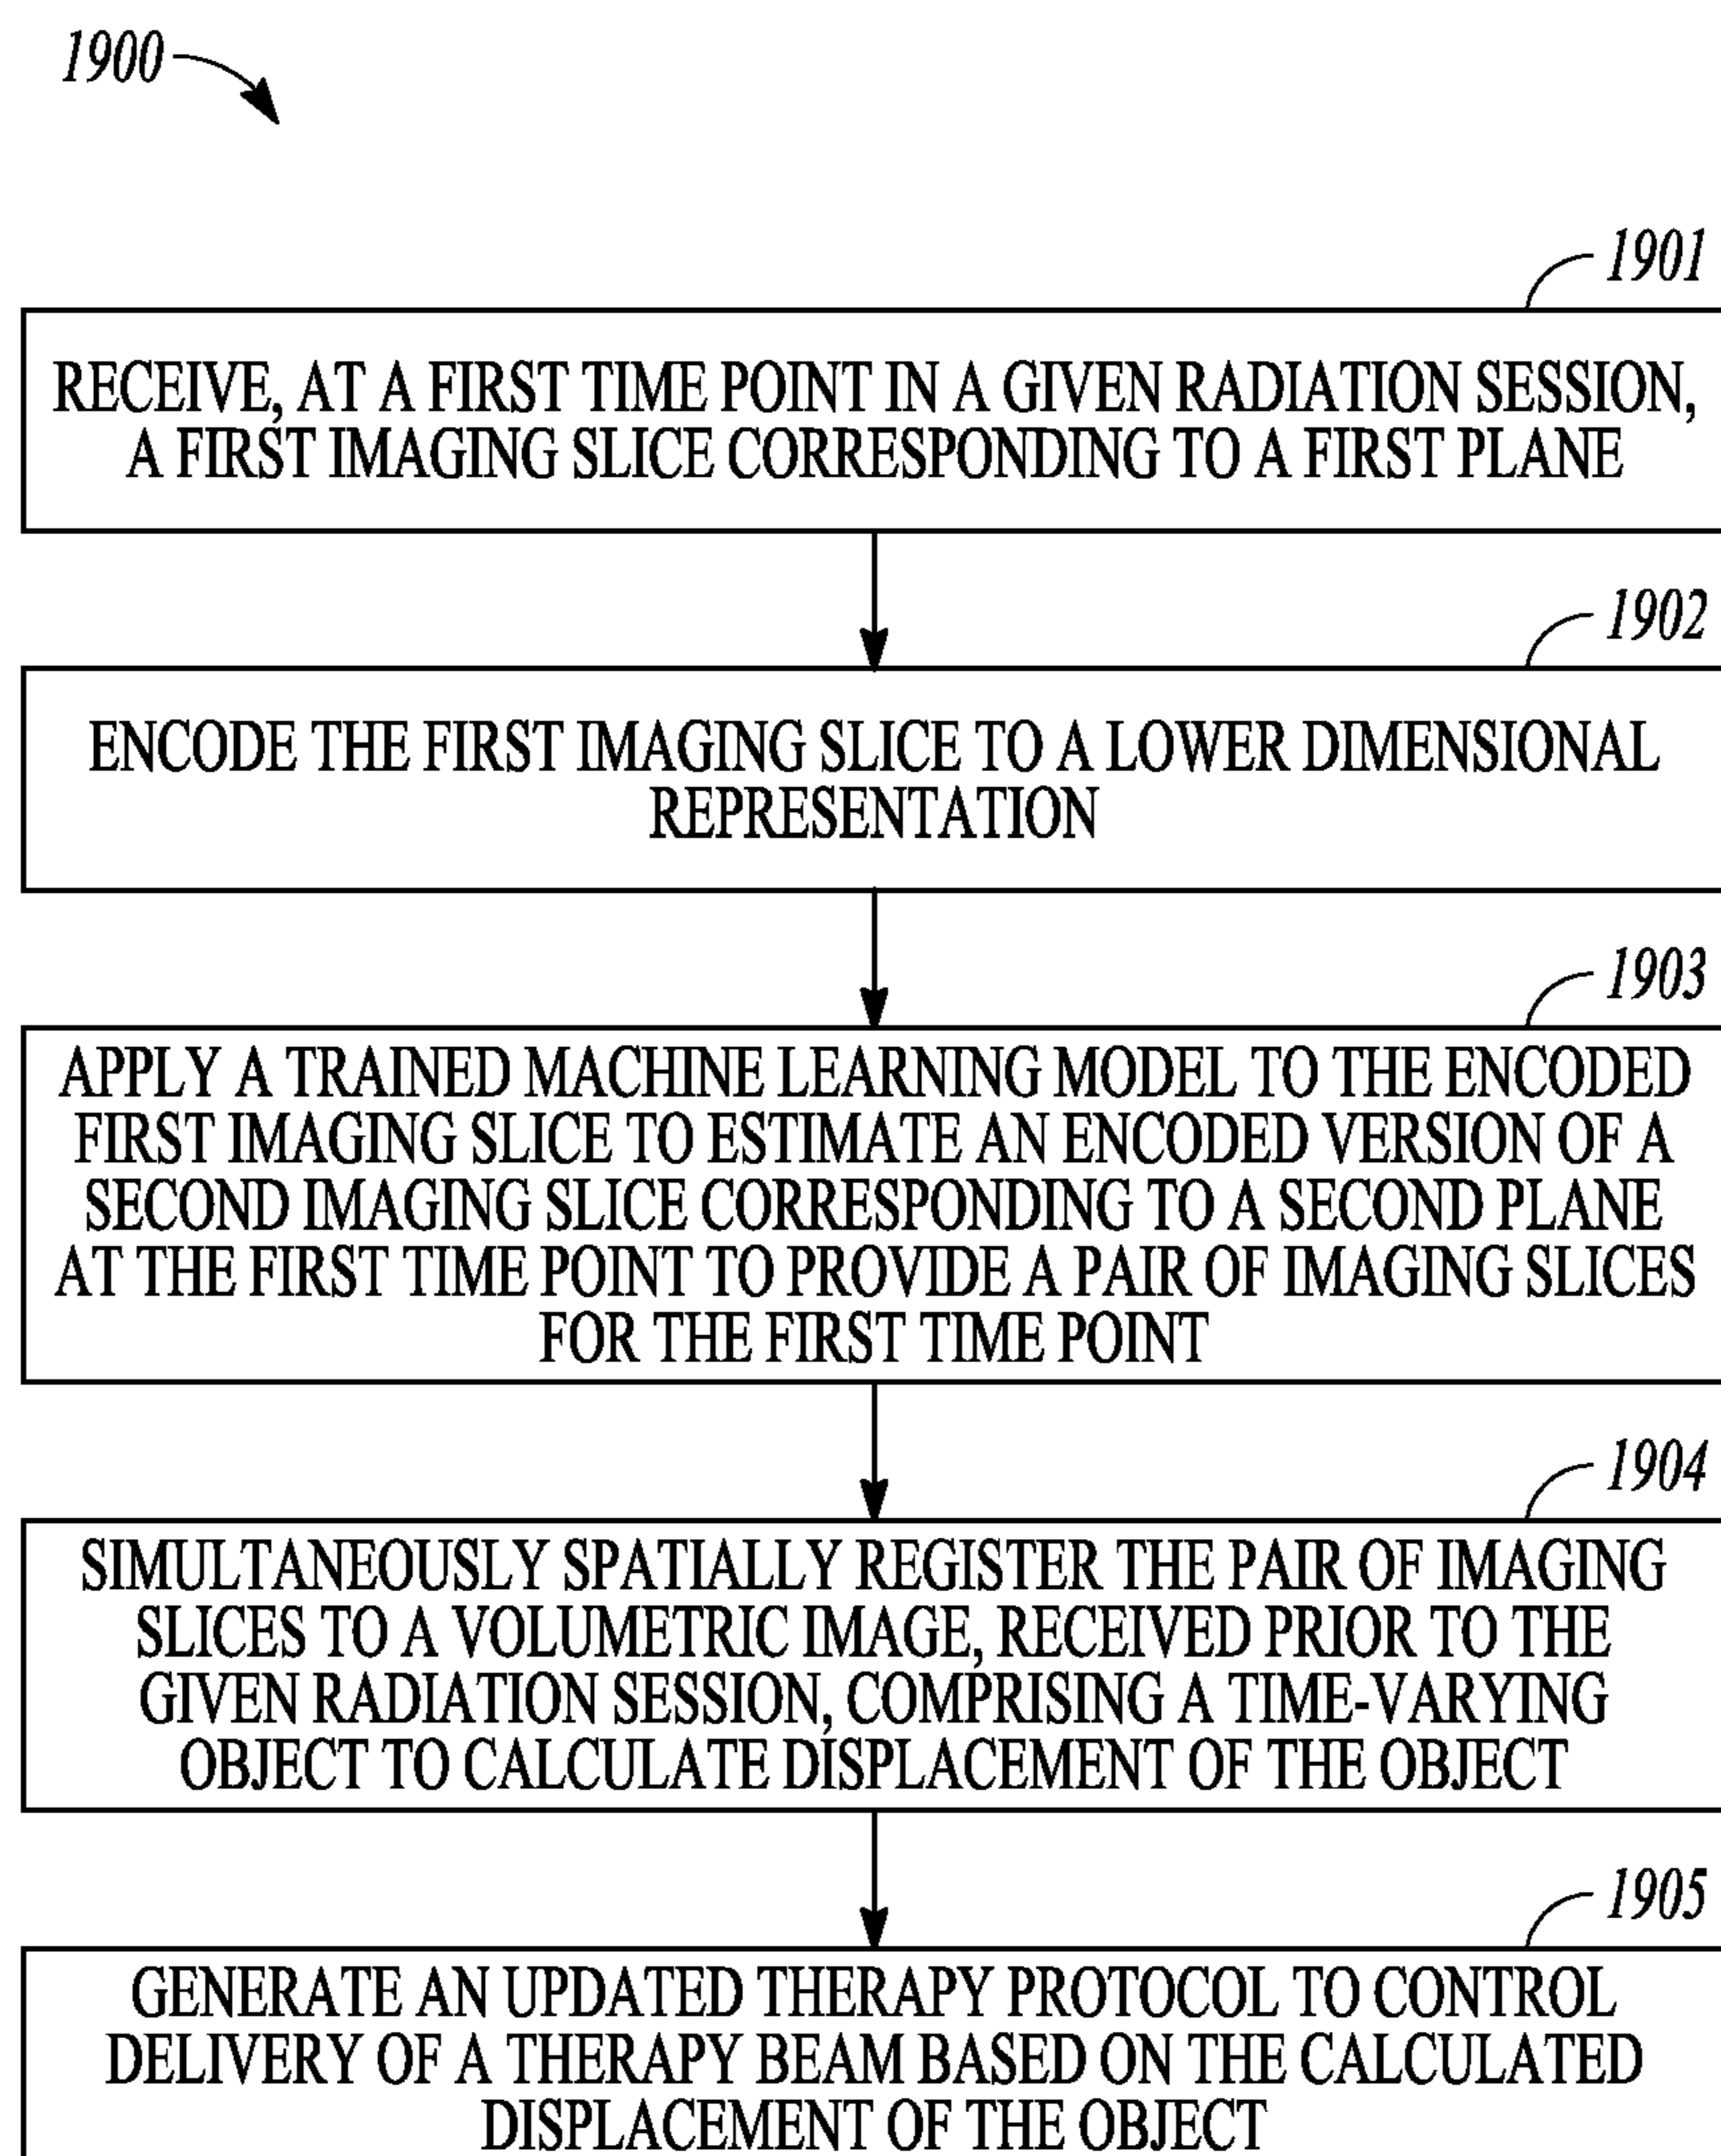 1900
1901
RECEIVE, AT A FIRST TIME POINT IN A GIVEN RADIATION SESSION,
A FIRST IMAGING SLICE CORRESPONDING TO A FIRST PLANE
1902
ENCODE THE FIRST IMAGING SLICE TO A LOWER DIMENSIONAL
REPRESENTATION
1903
APPLY A TRAINED MACHINE LEARNING MODEL TO THE ENCODED
FIRST IMAGING SLICE TO ESTIMATE AN ENCODED VERSION OF A
SECOND IMAGING SLICE CORRESPONDING TO A SECOND PLANE
AT THE FIRST TIME POINT TO PROVIDE A PAIR OF IMAGING SLICES
FOR THE FIRST TIME POINT
1904
SIMULTANEOUSLY SPATIALLY REGISTER THE PAIR OF IMAGING
SLICES TO A VOLUMETRIC IMAGE, RECEIVED PRIOR TO THE
GIVEN RADIATION SESSION, COMPRISING A TIME-VARYING
OBJECT TO CALCULATE DISPLACEMENT OF THE OBJECT
1905
GENERATE AN UPDATED THERAPY PROTOCOL TO CONTROL
DELIVERY OF A THERAPY BEAM BASED ON THE CALCULATED
DISPLACEMENT OF THE OBJECT